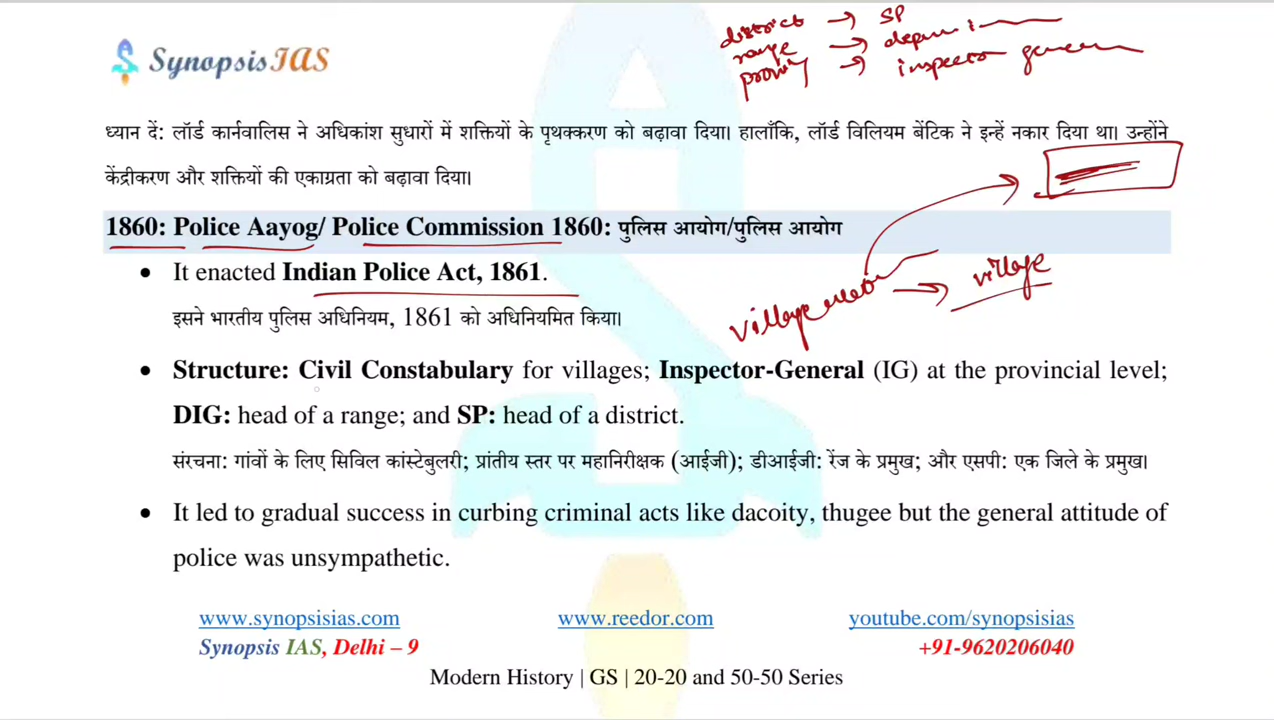 district → SP
range →
→ inspector
SynopsisIAS
ध्यान दें: लॉर्ड कार्नवालिस ने अधिकांश सुधारों में शक्तियों के पृथक्करण को बढ़ावा दिया। हालाँकि, लॉर्ड विलियम बेंटिक ने इन्हें नकार दिया था। उन्होंने
केंद्रीकरण और शक्तियों की एकाग्रता को बढ़ावा दिया।
1860: Police Aayog/ Police Commission 1860: पुलिस आयोग/पुलिस आयोग
• It enacted Indian Police Act, 1861.
village → village
इसने भारतीय पुलिस अधिनियम, 1861 को अधिनियमित किया।
• Structure: Civil Constabulary for villages; Inspector-General (IG) at the provincial level;
DIG: head of a range; and SP: head of a district.
संरचना: गांवों के लिए सिविल कांस्टेबुलरी; प्रांतीय स्तर पर महानिरीक्षक (आईजी); डीआईजी: रेंज के प्रमुख; और एसपी: एक जिले के प्रमुख।
• It led to gradual success in curbing criminal acts like dacoity, thugee but the general attitude of
police was unsympathetic.
www.synopsisias.com www.reedor.com youtube.com/synopsisias
Synopsis IAS, Delhi – 9 +91-9620206040
Modern History | GS | 20-20 and 50-50 Series